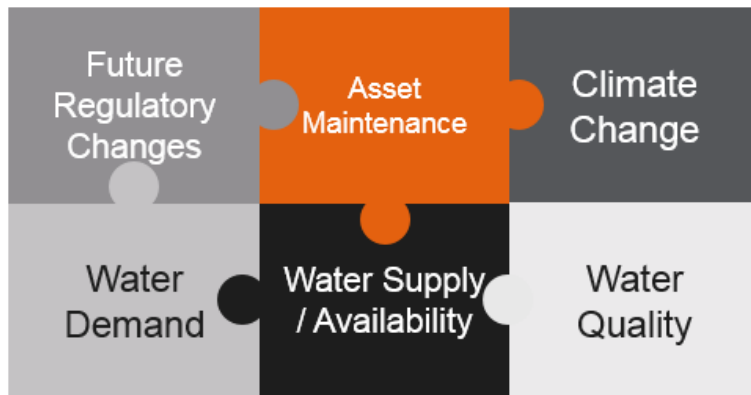 Future
Regulatory
Changes
Asset
Maintenance
Climate
Change
Water
Demand
Water Supply
/ Availability
Water
Quality